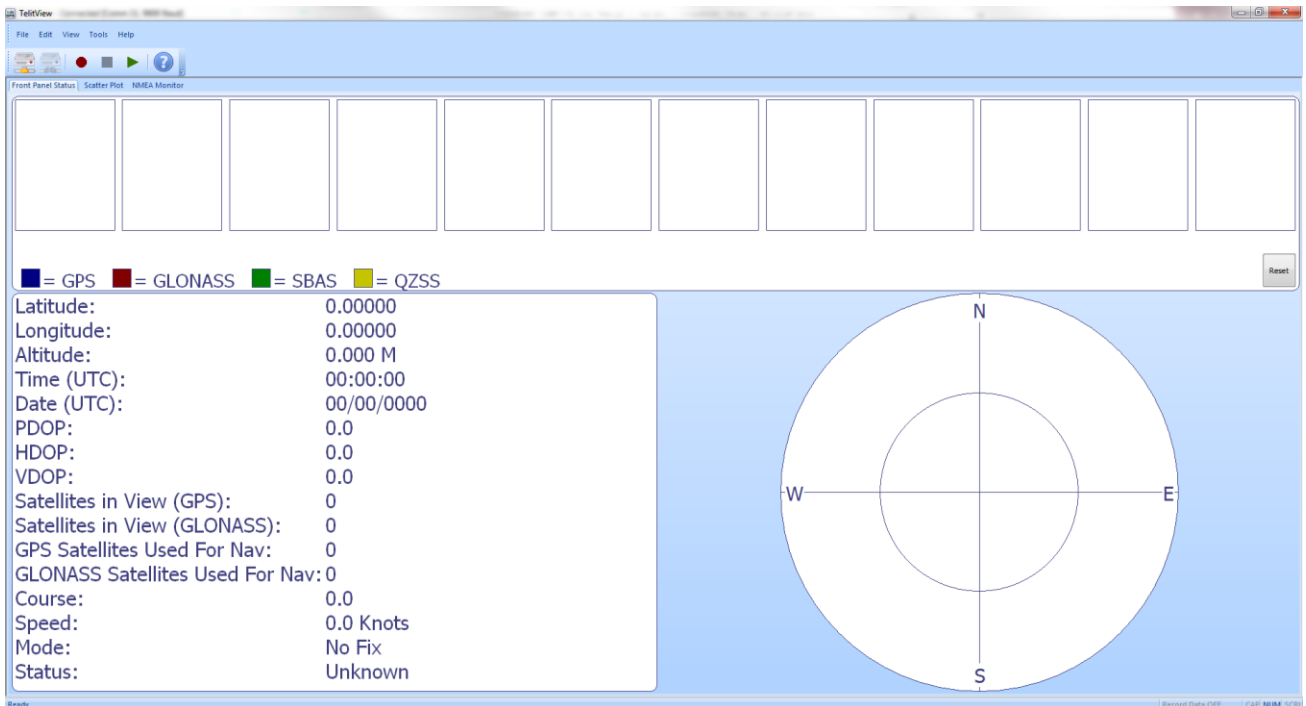 TelitView
File Edit View Tools Help
Front Panel Status Scatter Plot NMEA Monitor
= GPS = GLONASS = SBAS = QZSS
Reset
Latitude: 0.00000
Longitude: 0.00000
Altitude: 0.000 M
Time (UTC): 00:00:00
Date (UTC): 00/00/0000
PDOP: 0.0
HDOP: 0.0
VDOP: 0.0
Satellites in View (GPS): 0
Satellites in View (GLONASS): 0
GPS Satellites Used For Nav: 0
GLONASS Satellites Used For Nav: 0
Course: 0.0
Speed: 0.0 Knots
Mode: No Fix
Status: Unknown
N
W E
S
Ready Record Data OFF CAP NUM SCRL